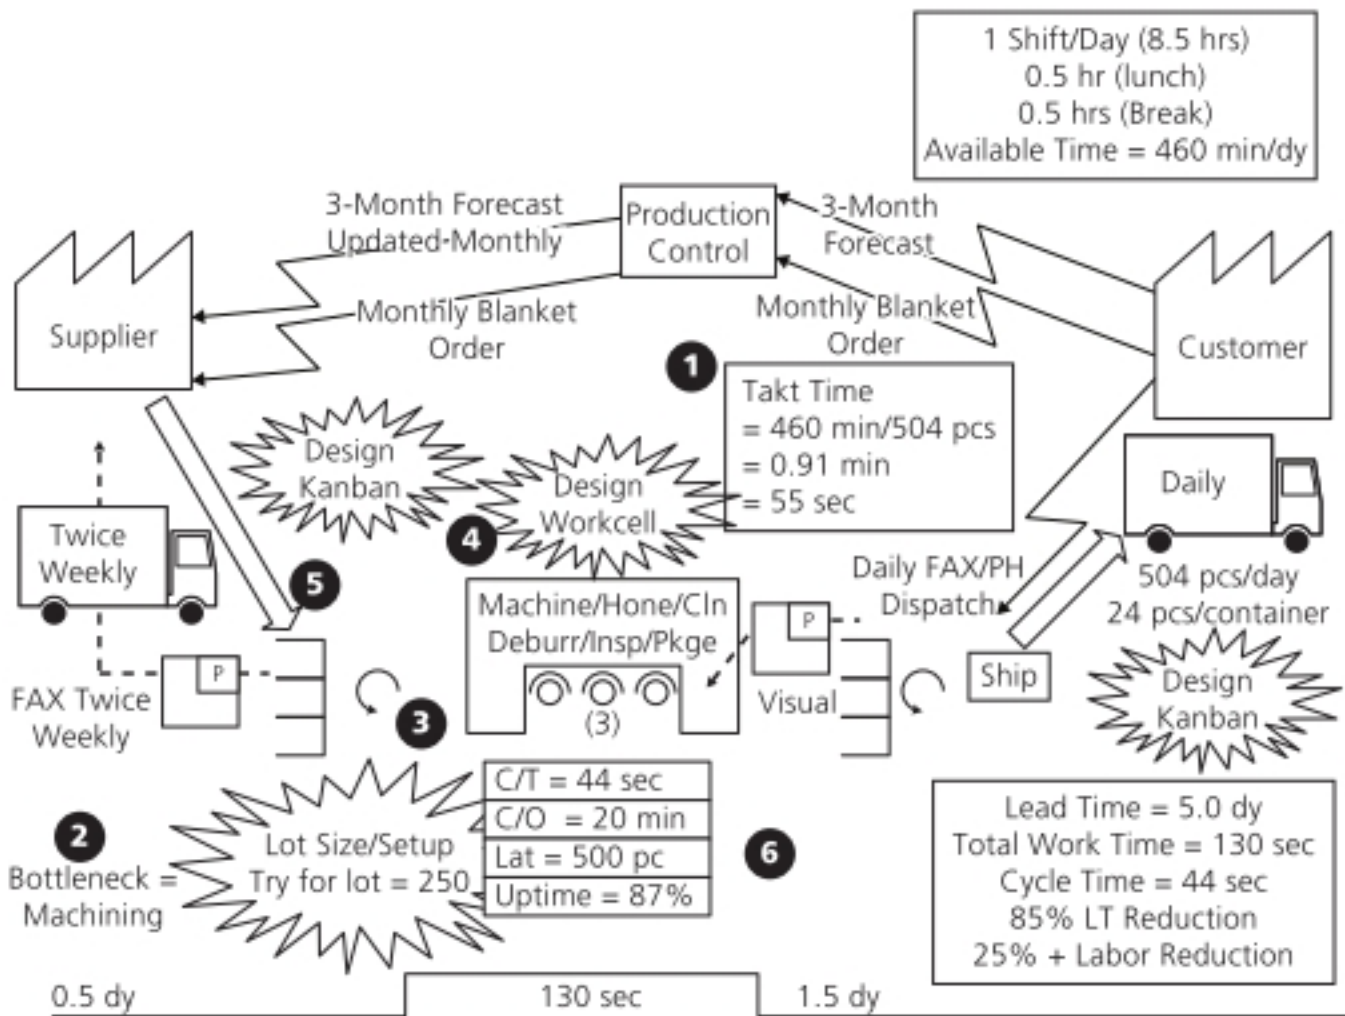 1 Shift/Day (8.5 hrs)
0.5 hr (lunch)
0.5 hrs (Break)
Available Time = 460 min/dy
3-Month Forecast
Updated-Monthly
Production
Control
3-Month
Forecast
Supplier
Monthly Blanket
Order
Monthly Blanket
Order
Customer
1
Takt Time
= 460 min/504 pcs
= 0.91 min
= 55 sec
Design
Kanban
4
Design
Workcell
Daily
Twice
Weekly
5
Daily FAX/PH
Dispatch
504 pcs/day
24 pcs/container
Machine/Hone/Cln
Deburr/Insp/Pkge
(3)
P
Visual
Ship
Design
Kanban
P
FAX Twice
Weekly
3
2
Bottleneck =
Machining
Lot Size/Setup
Try for lot = 250
C/T = 44 sec
C/O = 20 min
Lat = 500 pc
Uptime = 87%
6
Lead Time = 5.0 dy
Total Work Time = 130 sec
Cycle Time = 44 sec
85% LT Reduction
25% + Labor Reduction
0.5 dy
130 sec
1.5 dy